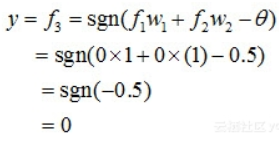 y = f₃ = sgn(f₁w₁ + f₂w₂ − θ)
= sgn(0×1+0×(1)−0.5)
= sgn(−0.5)
= 0